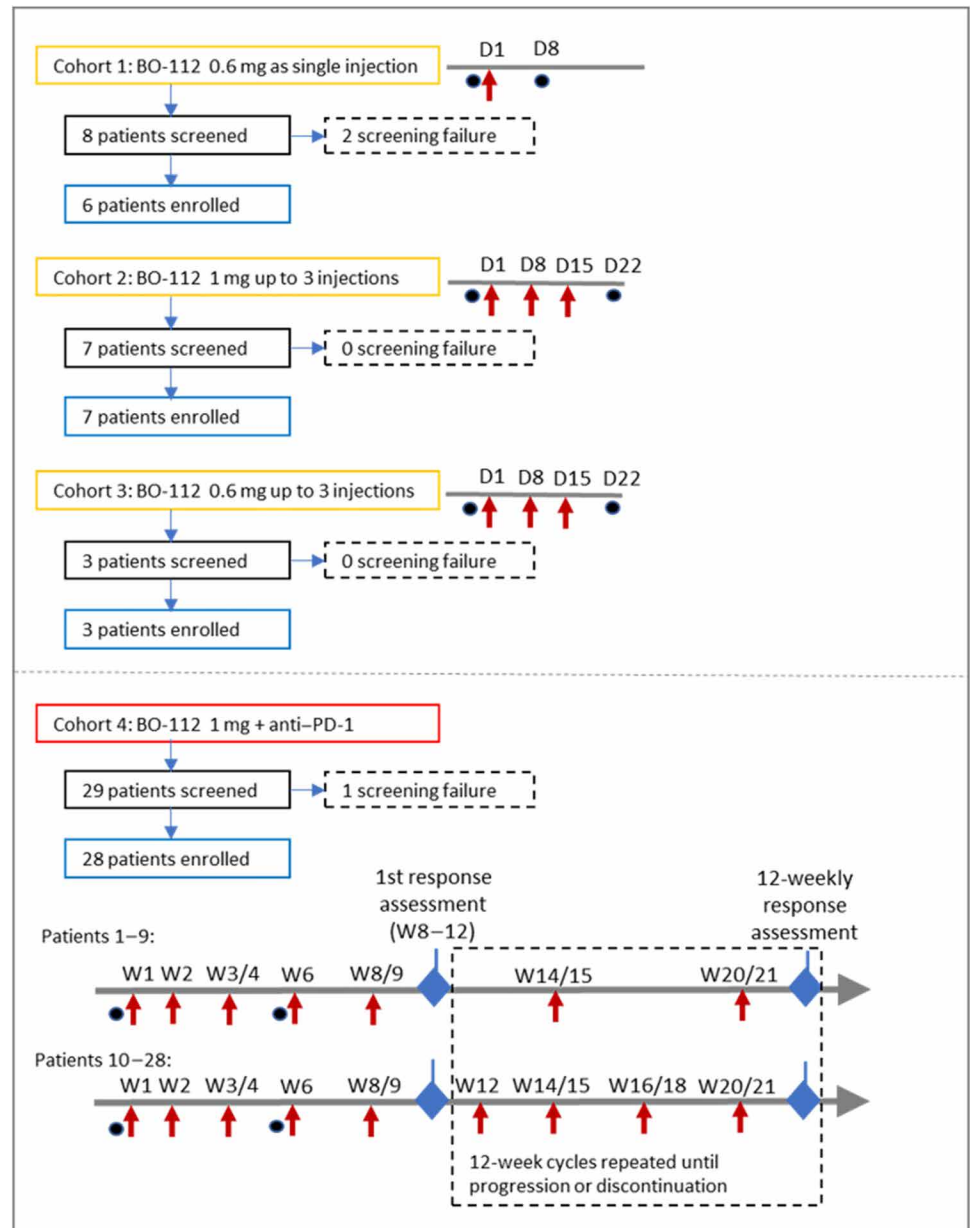 Cohort 1: BO-112 0.6 mg as single injection
D1 D8
8 patients screened
2 screening failure
6 patients enrolled
Cohort 2: BO-112 1 mg up to 3 injections
D1 D8 D15 D22
7 patients screened
0 screening failure
7 patients enrolled
Cohort 3: BO-112 0.6 mg up to 3 injections
D1 D8 D15 D22
3 patients screened
0 screening failure
3 patients enrolled
Cohort 4: BO-112 1 mg + anti–PD-1
29 patients screened
1 screening failure
28 patients enrolled
1st response
assessment
(W8–12)
12-weekly
response
assessment
Patients 1–9:
W1 W2 W3/4 W6 W8/9 W14/15 W20/21
Patients 10–28:
W1 W2 W3/4 W6 W8/9 W12 W14/15 W16/18 W20/21
12-week cycles repeated until
progression or discontinuation